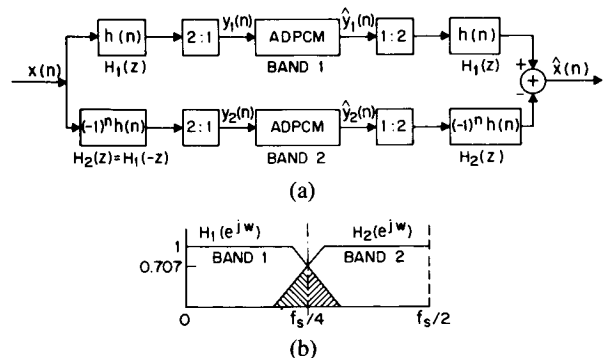 x(n)
h(n)
H₁(z)
2:1
y₁(n)
ADPCM
BAND 1
ŷ₁(n)
1:2
h(n)
H₁(z)
+
+
−
x̂(n)
(-1)ⁿh(n)
H₂(z)=H₁(-z)
2:1
y₂(n)
ADPCM
BAND 2
ŷ₂(n)
1:2
(-1)ⁿh(n)
H₂(z)
(a)
H₁(e^jw) H₂(e^jw)
1
BAND 1 BAND 2
0.707
0 fₛ/4 fₛ/2
(b)